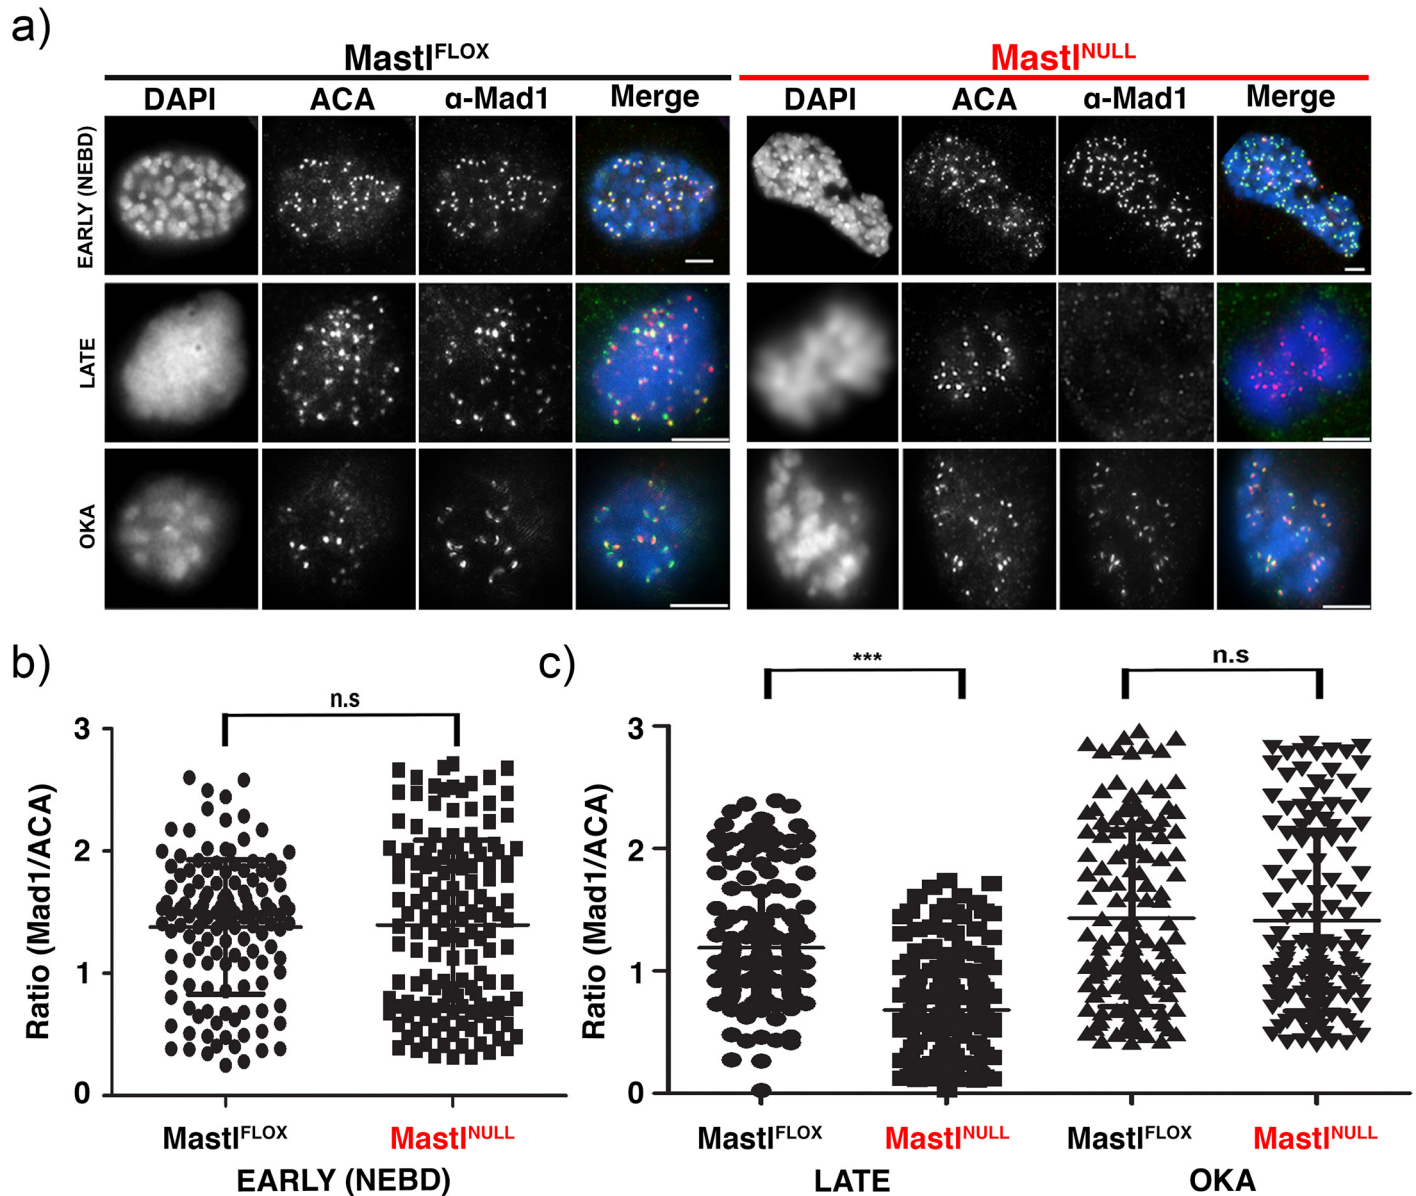 a)
Mastl^FLOX Mastl^NULL
DAPI ACA α-Mad1 Merge DAPI ACA α-Mad1 Merge
EARLY (NEBD)
LATE
OKA
b)
n.s
3
2
1
0
Ratio (Mad1/ACA)
Mastl^FLOX Mastl^NULL
EARLY (NEBD)
c)
*** n.s
3
2
1
0
Ratio (Mad1/ACA)
Mastl^FLOX Mastl^NULL Mastl^FLOX Mastl^NULL
LATE OKA